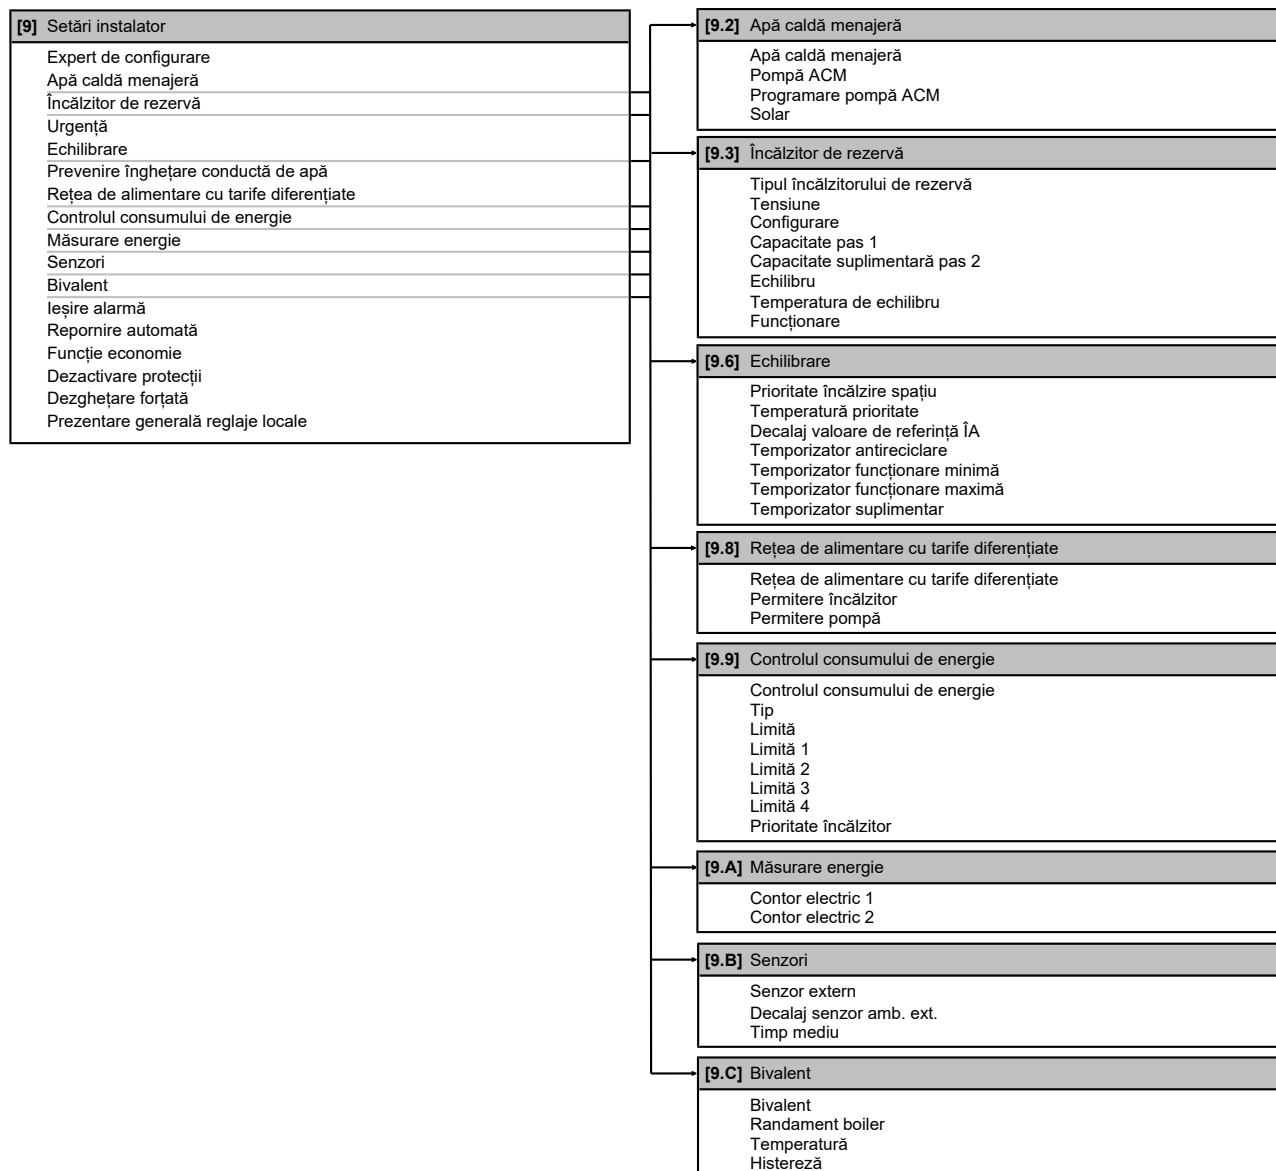 [9] Setări instalator
Expert de configurare
Apă caldă menajeră
Încălzitor de rezervă
Urgență
Echilibrare
Prevenire înghețare conductă de apă
Rețea de alimentare cu tarife diferențiate
Controlul consumului de energie
Măsurare energie
Senzori
Bivalent
Ieșire alarmă
Repornire automată
Funcție economie
Dezactivare protecții
Dezghețare forțată
Prezentare generală reglaje locale
[9.2] Apă caldă menajeră
Apă caldă menajeră
Pompă ACM
Programare pompă ACM
Solar
[9.3] Încălzitor de rezervă
Tipul încălzitorului de rezervă
Tensiune
Configurare
Capacitate pas 1
Capacitate suplimentară pas 2
Echilibru
Temperatura de echilibru
Funcționare
[9.6] Echilibrare
Prioritate încălzire spațiu
Temperatură prioritate
Decalaj valoare de referință ÎA
Temporizator antireciclare
Temporizator funcționare minimă
Temporizator funcționare maximă
Temporizator suplimentar
[9.8] Rețea de alimentare cu tarife diferențiate
Rețea de alimentare cu tarife diferențiate
Permitere încălzitor
Permitere pompă
[9.9] Controlul consumului de energie
Controlul consumului de energie
Tip
Limită
Limită 1
Limită 2
Limită 3
Limită 4
Prioritate încălzitor
[9.A] Măsurare energie
Contor electric 1
Contor electric 2
[9.B] Senzori
Senzor extern
Decalaj senzor amb. ext.
Timp mediu
[9.C] Bivalent
Bivalent
Randament boiler
Temperatură
Histereză